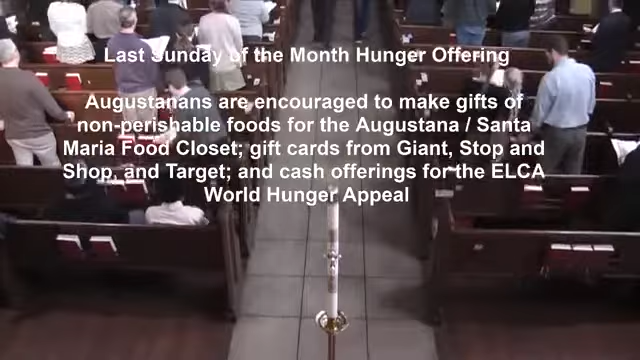 Last Sunday of the Month Hunger Offering
Augustanans are encouraged to make gifts of
non-perishable foods for the Augustana / Santa
Maria Food Closet; gift cards from Giant, Stop and
Shop, and Target; and cash offerings for the ELCA
World Hunger Appeal